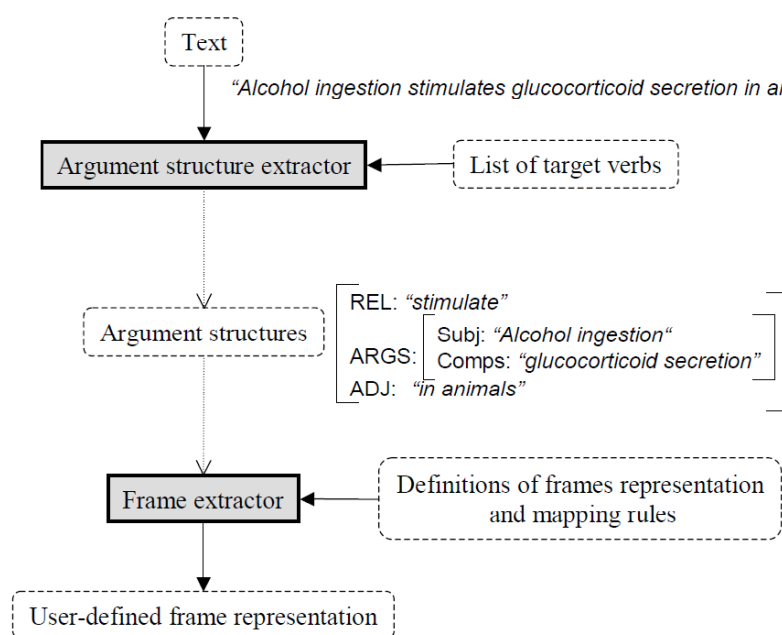 Text
“Alcohol ingestion stimulates glucocorticoid secretion in
Argument structure extractor
List of target verbs
Argument structures
REL: “stimulate”
ARGS:
Subj: “Alcohol ingestion“
Comps: “glucocorticoid secretion”
ADJ: “in animals”
Frame extractor
Definitions of frames representation
and mapping rules
User-defined frame representation